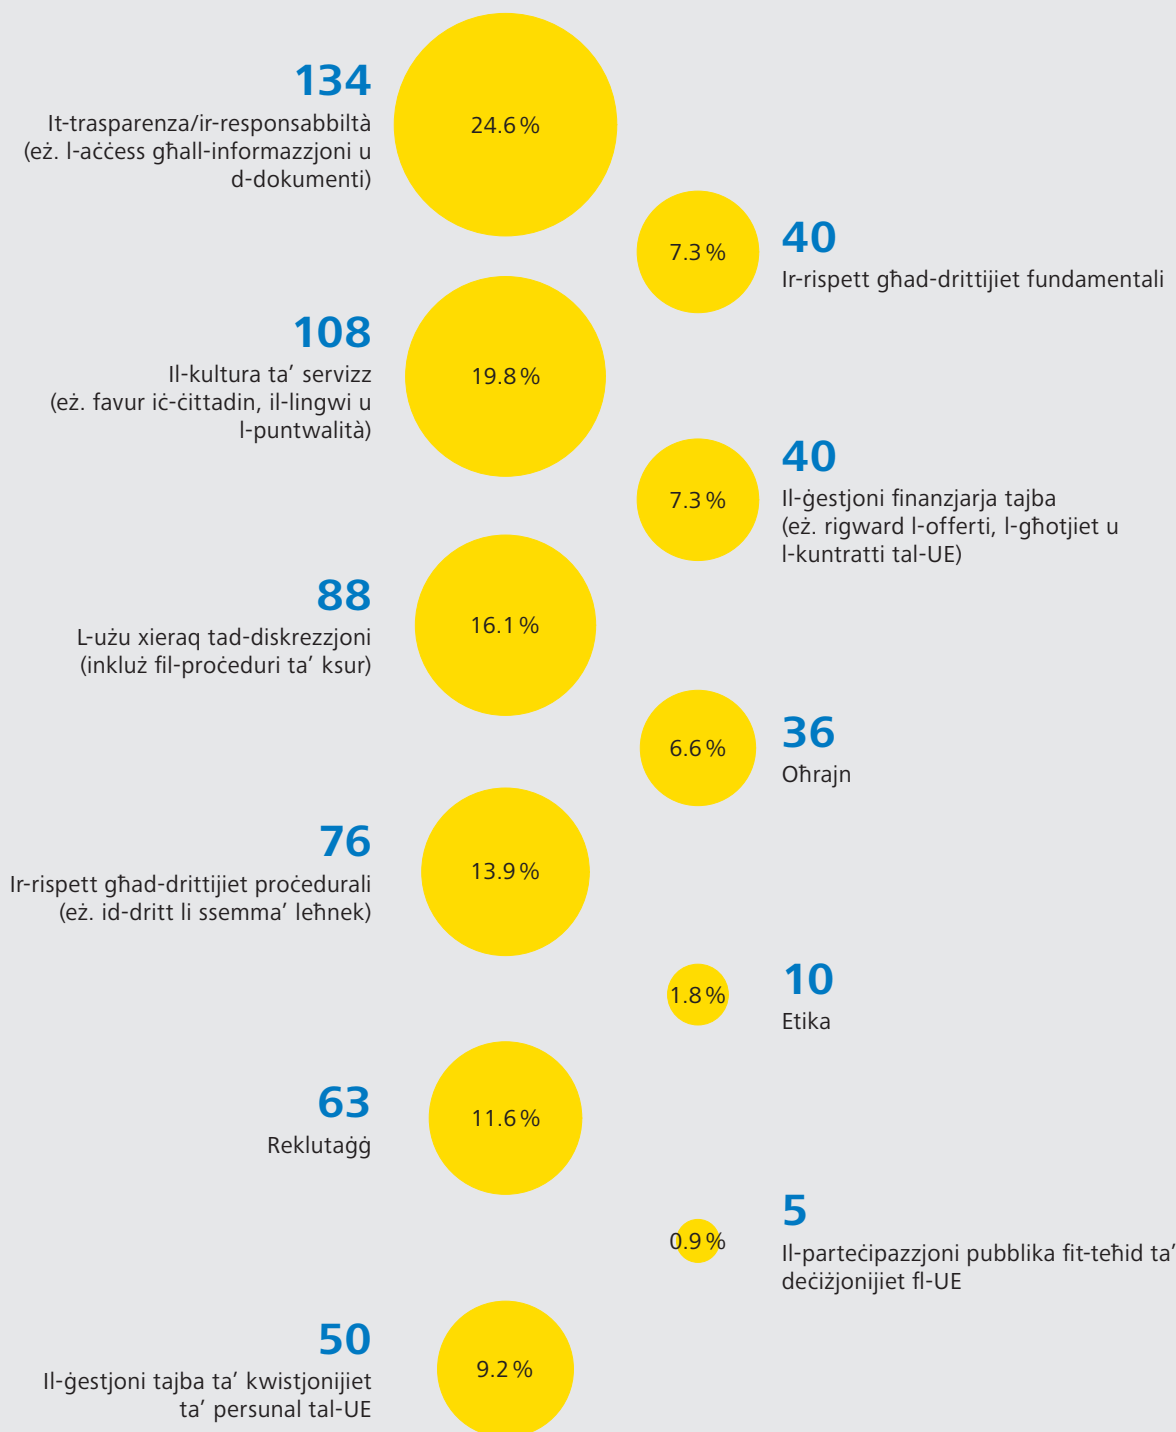 134
It-trasparenza/ir-responsabbiltà
(eż. l-aċċess għall-informazzjoni u
d-dokumenti)
24.6 %
7.3 %
40
Ir-rispett għad-drittijiet fundamentali
108
Il-kultura ta’ servizz
(eż. favur iċ-ċittadin, il-lingwi u
l-puntwalità)
19.8 %
7.3 %
40
Il-ġestjoni finanzjarja tajba
(eż. rigward l-offerti, l-għotjiet u
l-kuntratti tal-UE)
88
L-użu xieraq tad-diskrezzjoni
(inkluż fil-proċeduri ta’ ksur)
16.1 %
6.6 %
36
Oħrajn
76
Ir-rispett għad-drittijiet proċedurali
(eż. id-dritt li ssemma’ leħnek)
13.9 %
1.8 %
10
Etika
63
Reklutaġġ
11.6 %
0.9 %
5
Il-parteċipazzjoni pubblika fit-teħid ta’
deċiżjonijiet fl-UE
50
Il-ġestjoni tajba ta’ kwistjonijiet
ta’ persunal tal-UE
9.2 %